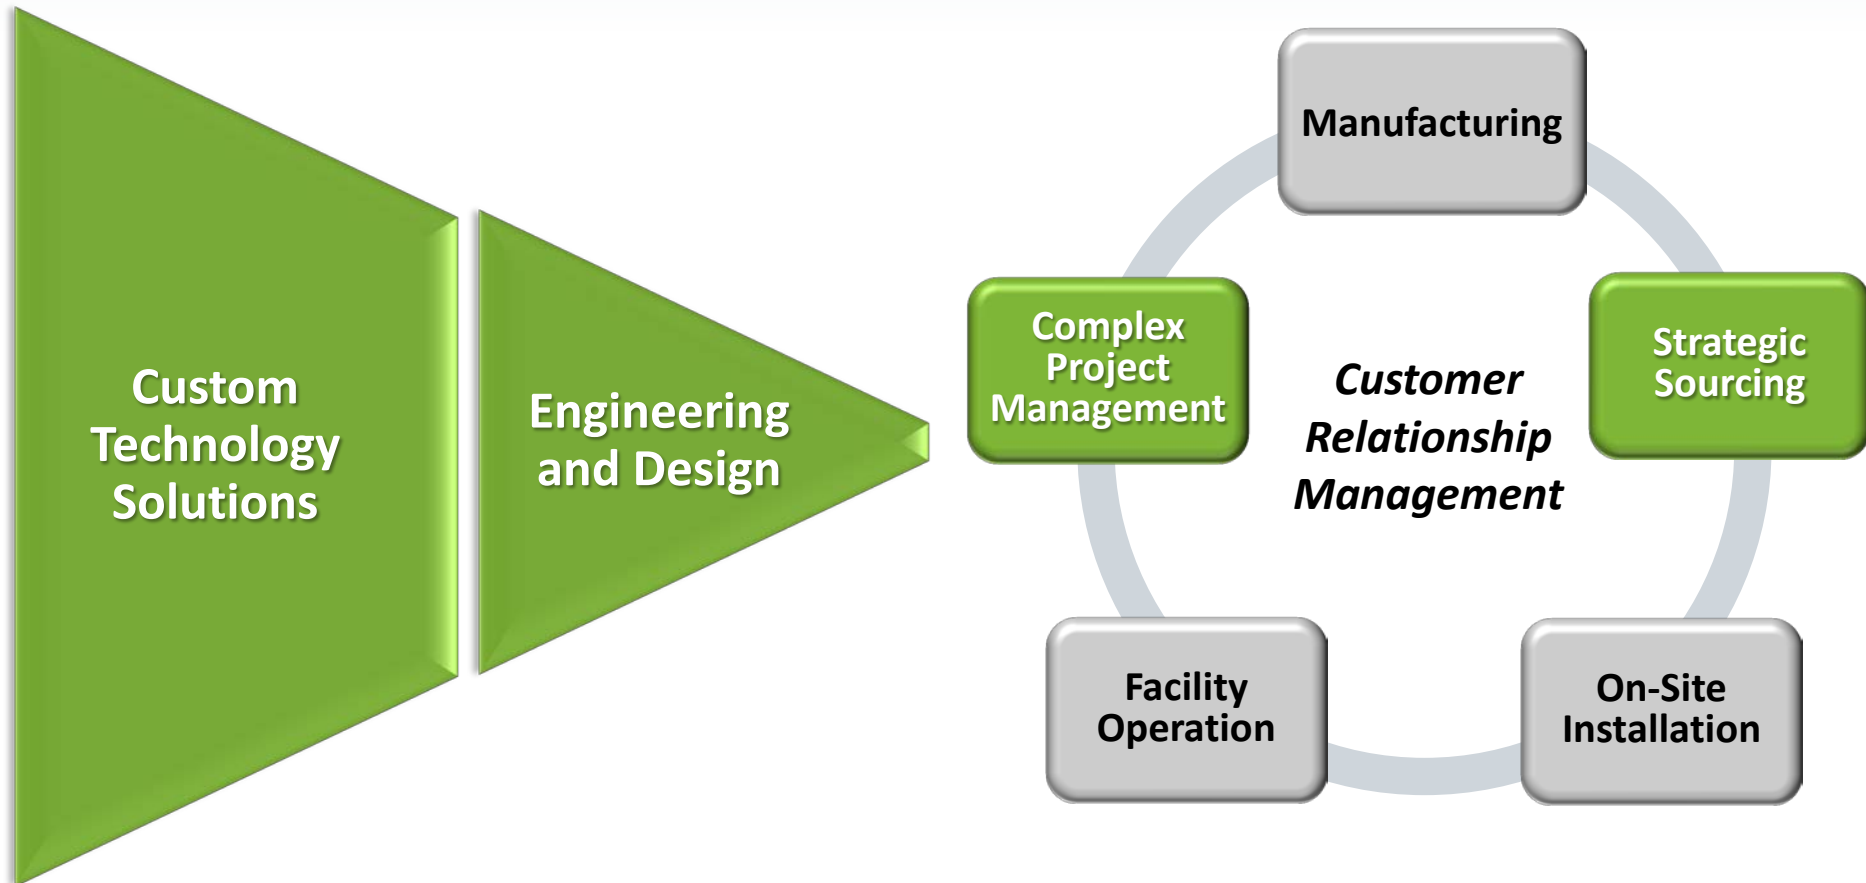 Custom
Technology
Solutions
Engineering
and Design
Manufacturing
Complex
Project
Management
Strategic
Sourcing
Customer
Relationship
Management
Facility
Operation
On-Site
Installation